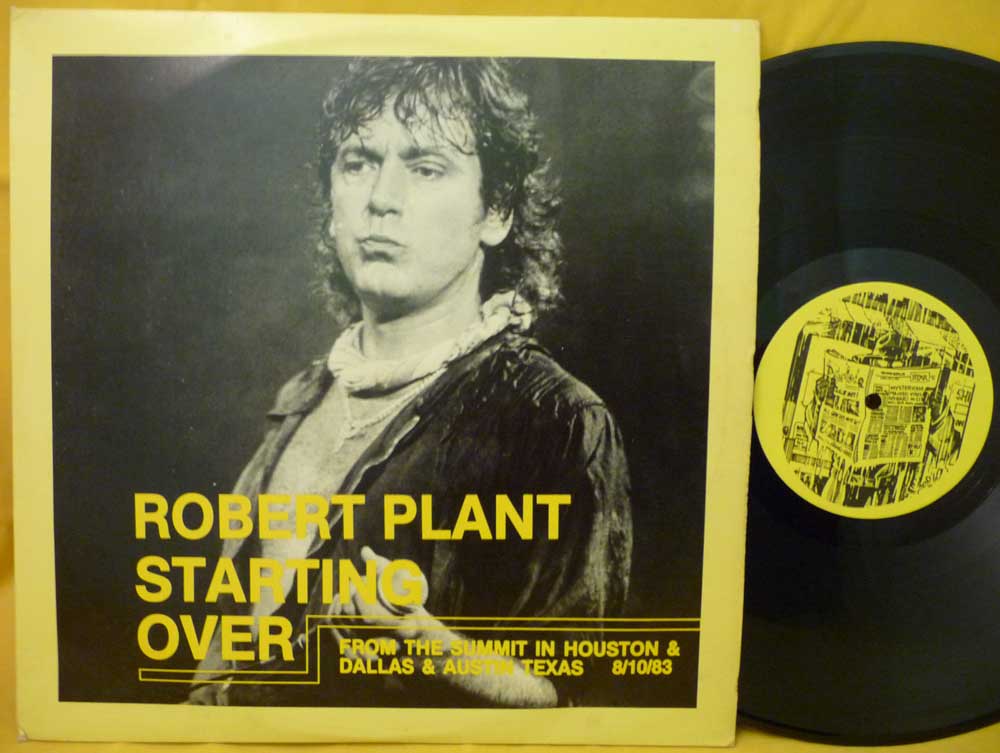 ROBERT PLANT
STARTING
OVER
FROM THE SUMMIT IN HOUSTON &
DALLAS & AUSTIN TEXAS 8/10/83